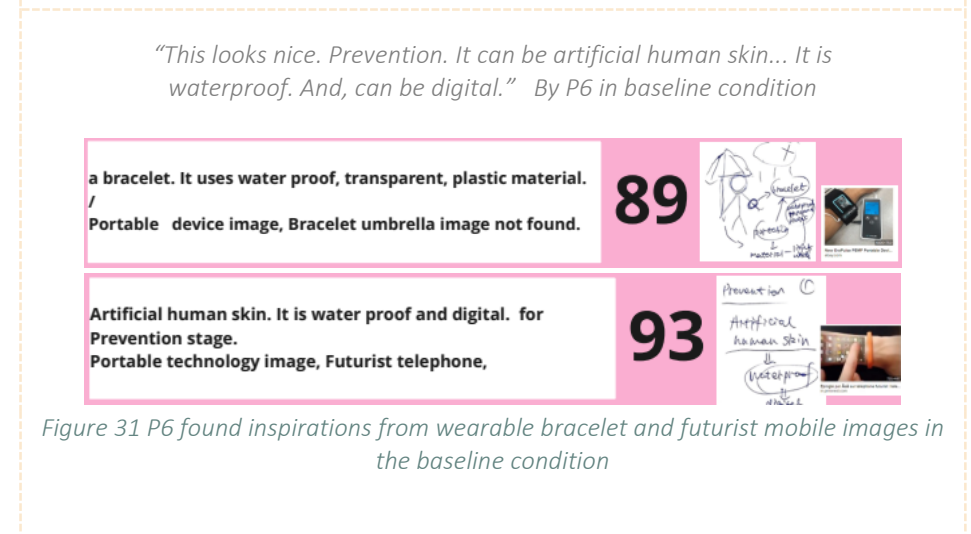 “This looks nice. Prevention. It can be artificial human skin... It is
waterproof. And, can be digital.” By P6 in baseline condition
a bracelet. It uses water proof, transparent, plastic material.
/
Portable device image, Bracelet umbrella image not found.
89
bracelet
portable
material
Artificial human skin. It is water proof and digital. for
Prevention stage.
Portable technology image, Futurist telephone,
93
Prevention
Artificial
human skin
waterproof
Figure 31 P6 found inspirations from wearable bracelet and futurist mobile images in
the baseline condition